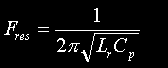 F_res = 1 / (2π√(L_r C_p))